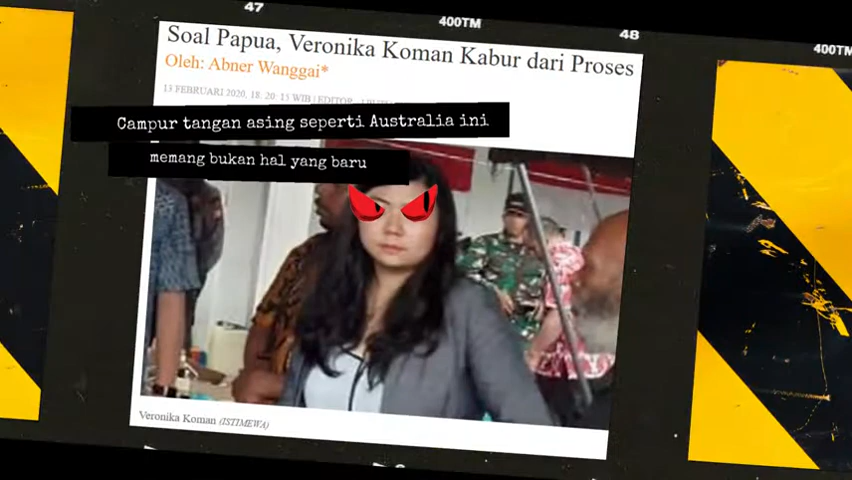 47
400TM
48
400TM
Soal Papua, Veronika Koman Kabur dari Proses
Oleh: Abner Wanggai*
13 FEBRUARI 2020, 18:20:15 WIB | EDITOR
Campur tangan asing seperti Australia ini
memang bukan hal yang baru
Veronika Koman (ISTIMEWA)